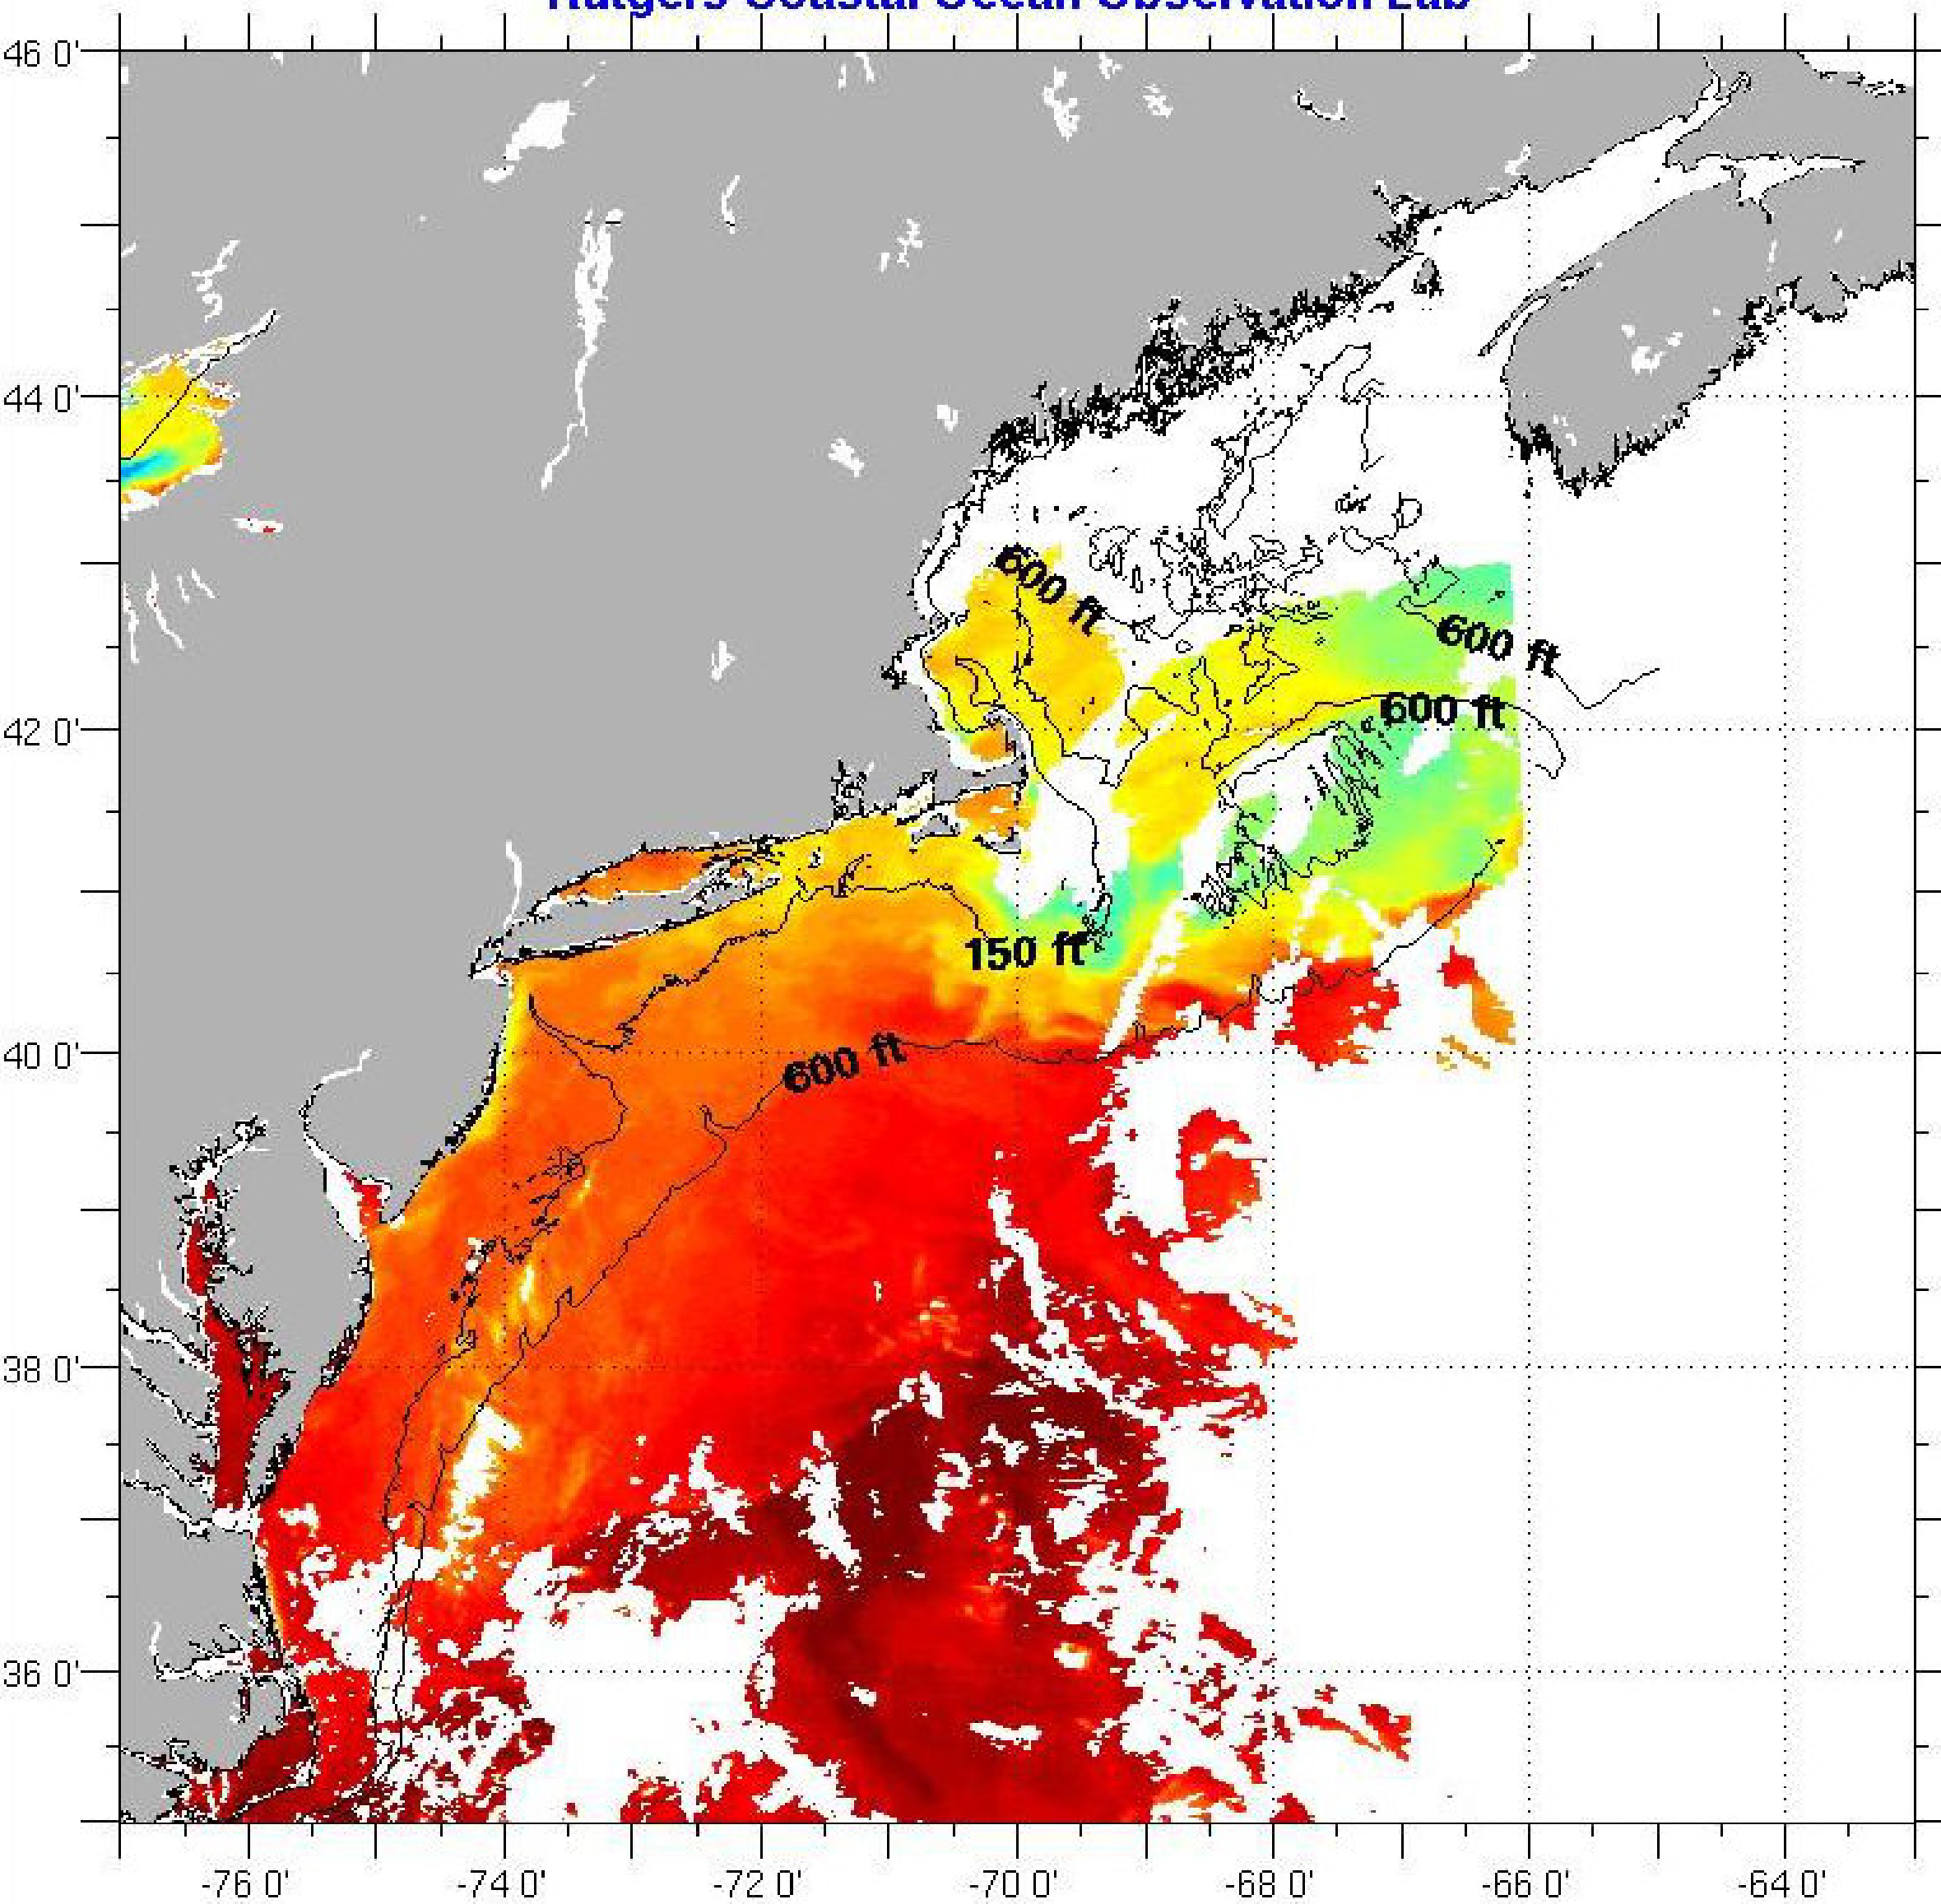 Rutgers Coastal Ocean Observation Lab
46 0'
44 0'
600 ft
600 ft
42 0'
600 ft
150 ft
40 0'
600 ft
38 0'
36 0'
-76 0'
-74 0'
-72 0'
-70 0'
-68 0'
-66 0'
-64 0'